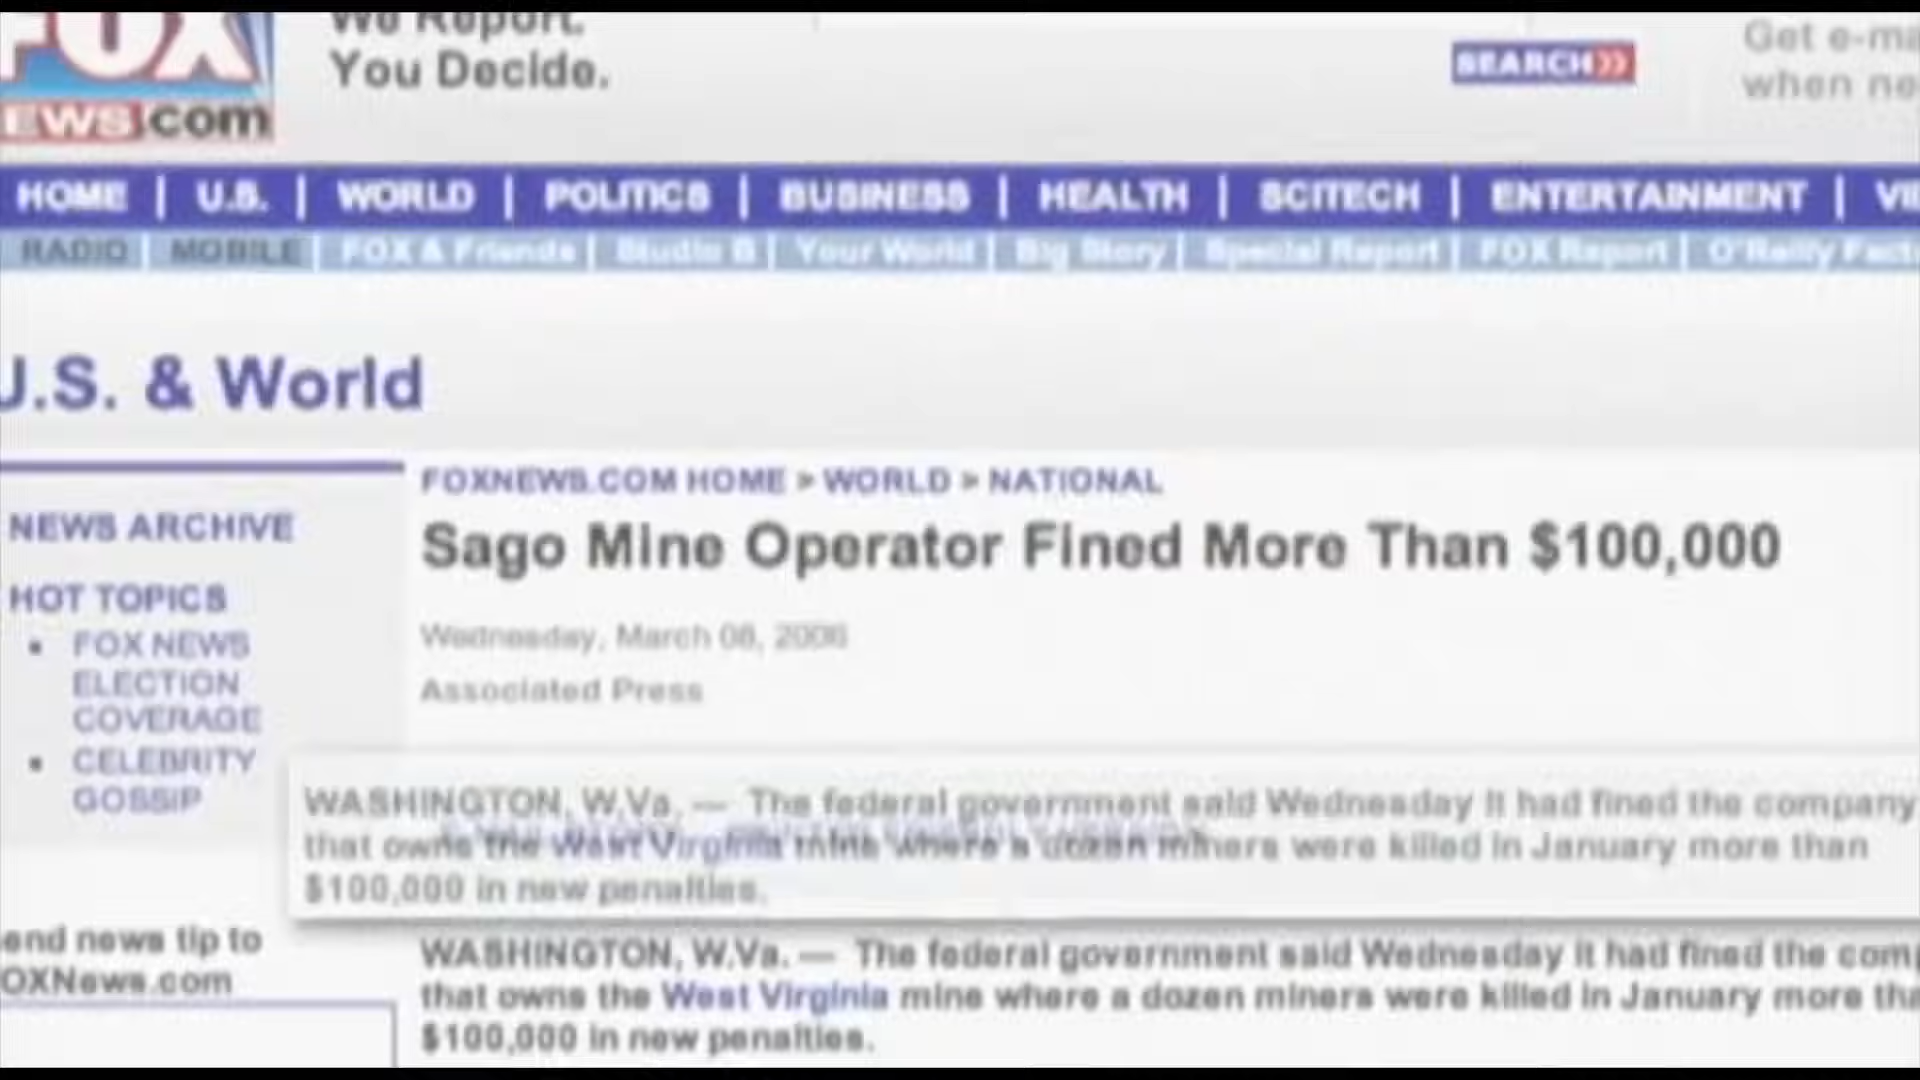 FOX
We Report.
You Decide.
EWS.com
SEARCH
Get e-ma
when ne
HOME | U.S. | WORLD | POLITICS | BUSINESS | HEALTH | SCITECH | ENTERTAINMENT | VI
RADIO | MOBILE | FOX & Friends | Studio B | Your World | Big Story | Special Report | FOX Report | O'Reilly Facto
U.S. & World
FOXNEWS.COM HOME > WORLD > NATIONAL
Sago Mine Operator Fined More Than $100,000
Wednesday, March 08, 2006
Associated Press
NEWS ARCHIVE
HOT TOPICS
FOX NEWS
ELECTION
COVERAGE
CELEBRITY
GOSSIP
WASHINGTON, W.Va. — The federal government said Wednesday it had fined the company
that owns the West Virginia mine where a dozen miners were killed in January more than
$100,000 in new penalties.
end news tip to
OXNews.com
WASHINGTON, W.Va. — The federal government said Wednesday it had fined the comp
that owns the West Virginia mine where a dozen miners were killed in January more tha
$100,000 in new penalties.